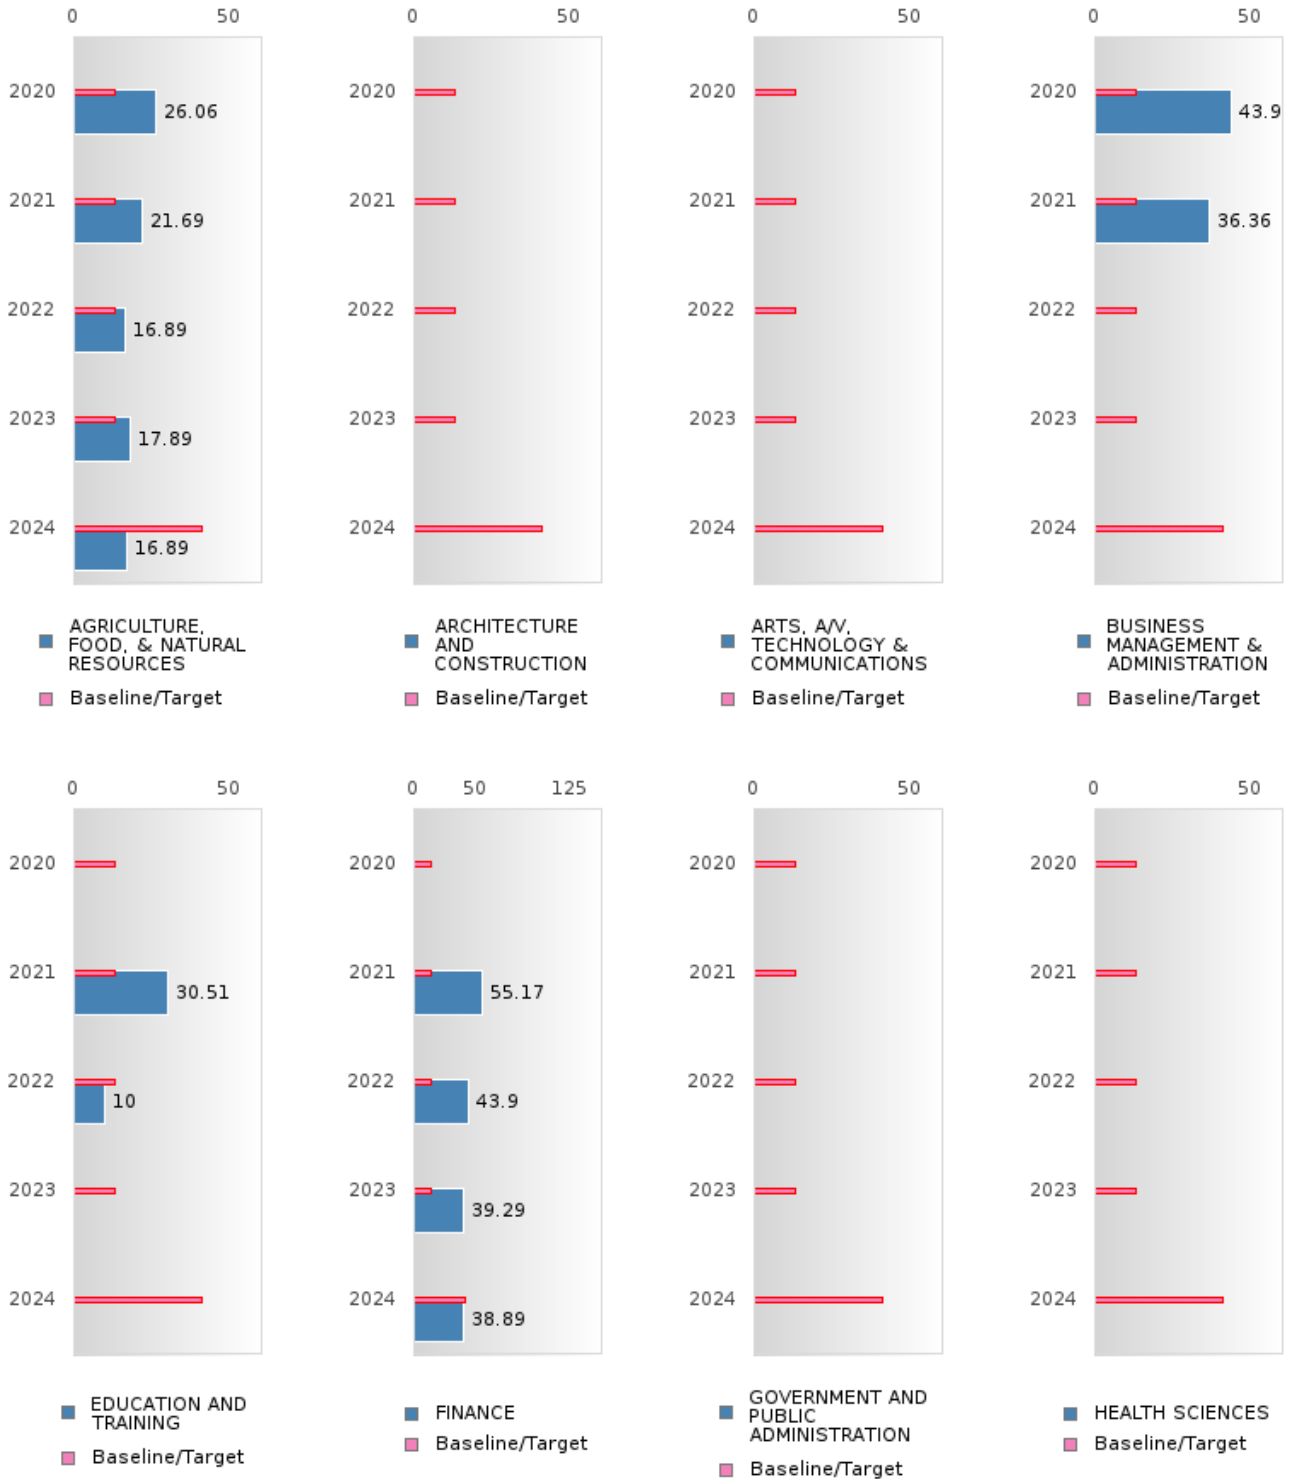 0 50
2020
26.06
2021
21.69
2022
16.89
2023
17.89
2024
16.89
AGRICULTURE,
FOOD, & NATURAL
RESOURCES
Baseline/Target
0 50
2020
2021
2022
2023
2024
ARCHITECTURE
AND
CONSTRUCTION
Baseline/Target
0 50
2020
2021
2022
2023
2024
ARTS, A/V,
TECHNOLOGY &
COMMUNICATIONS
Baseline/Target
0 50
2020
43.9
2021
36.36
2022
2023
2024
BUSINESS
MANAGEMENT &
ADMINISTRATION
Baseline/Target
0 50
2020
2021
30.51
2022
10
2023
2024
EDUCATION AND
TRAINING
Baseline/Target
0 50 125
2020
2021
55.17
2022
43.9
2023
39.29
2024
38.89
FINANCE
Baseline/Target
0 50
2020
2021
2022
2023
2024
GOVERNMENT AND
PUBLIC
ADMINISTRATION
Baseline/Target
0 50
2020
2021
2022
2023
2024
HEALTH SCIENCES
Baseline/Target